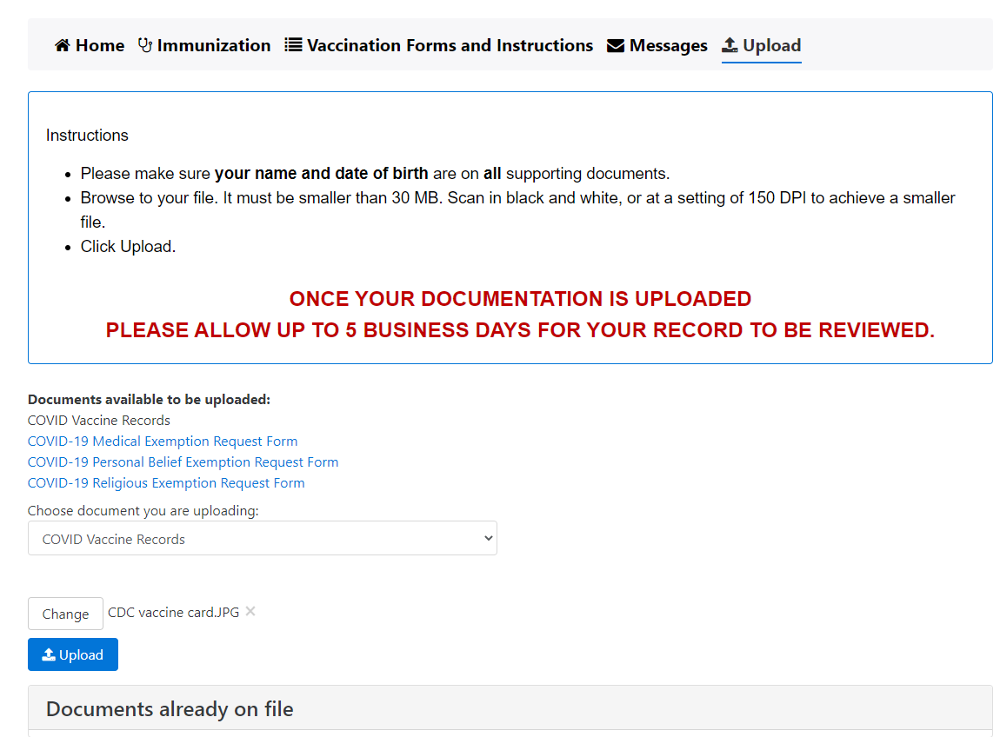 Home Immunization Vaccination Forms and Instructions Messages Upload
Instructions
Please make sure your name and date of birth are on all supporting documents.
Browse to your file. It must be smaller than 30 MB. Scan in black and white, or at a setting of 150 DPI to achieve a smaller
file.
Click Upload.
ONCE YOUR DOCUMENTATION IS UPLOADED
PLEASE ALLOW UP TO 5 BUSINESS DAYS FOR YOUR RECORD TO BE REVIEWED.
Documents available to be uploaded:
COVID Vaccine Records
COVID-19 Medical Exemption Request Form
COVID-19 Personal Belief Exemption Request Form
COVID-19 Religious Exemption Request Form
Choose document you are uploading:
COVID Vaccine Records
Change CDC vaccine card.JPG
Upload
Documents already on file